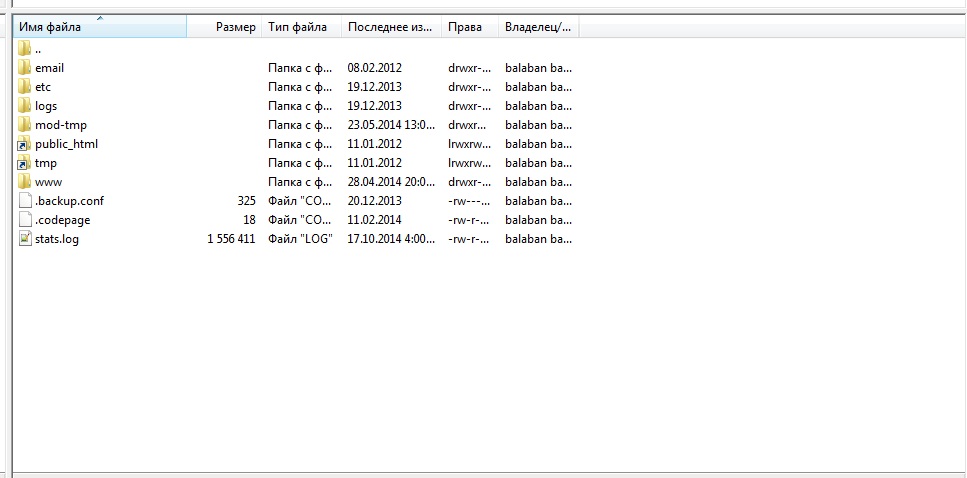 Имя файла Размер Тип файла Последнее из... Права Владелец/...
..
email Папка с ф... 08.02.2012 drwxr-... balaban ba...
etc Папка с ф... 19.12.2013 drwxr-... balaban ba...
logs Папка с ф... 19.12.2013 drwxr-... balaban ba...
mod-tmp Папка с ф... 23.05.2014 13:0... drwxr... balaban ba...
public_html Папка с ф... 11.01.2012 lrwxrw... balaban ba...
tmp Папка с ф... 11.01.2012 lrwxrw... balaban ba...
www Папка с ф... 28.04.2014 20:0... drwxr-... balaban ba...
.backup.conf 325 Файл "CO... 20.12.2013 -rw---... balaban ba...
.codepage 18 Файл "CO... 11.02.2014 -rw-r-... balaban ba...
stats.log 1 556 411 Файл "LOG" 17.10.2014 4:00... -rw-r-... balaban ba...